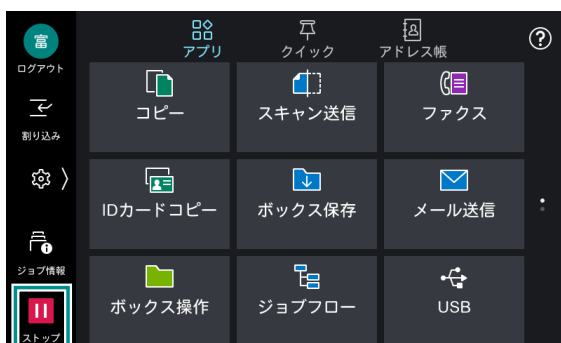 富
ログアウト
割り込み
ジョブ情報
ストップ
アプリ
クイック
アドレス帳
?
コピー
スキャン送信
ファクス
IDカードコピー
ボックス保存
メール送信
ボックス操作
ジョブフロー
USB